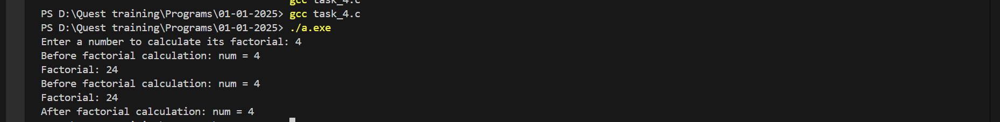 gcc task_4.c
PS D:\Quest training\Programs\01-01-2025> gcc task_4.c
PS D:\Quest training\Programs\01-01-2025> ./a.exe
Enter a number to calculate its factorial: 4
Before factorial calculation: num = 4
Factorial: 24
Before factorial calculation: num = 4
Factorial: 24
After factorial calculation: num = 4